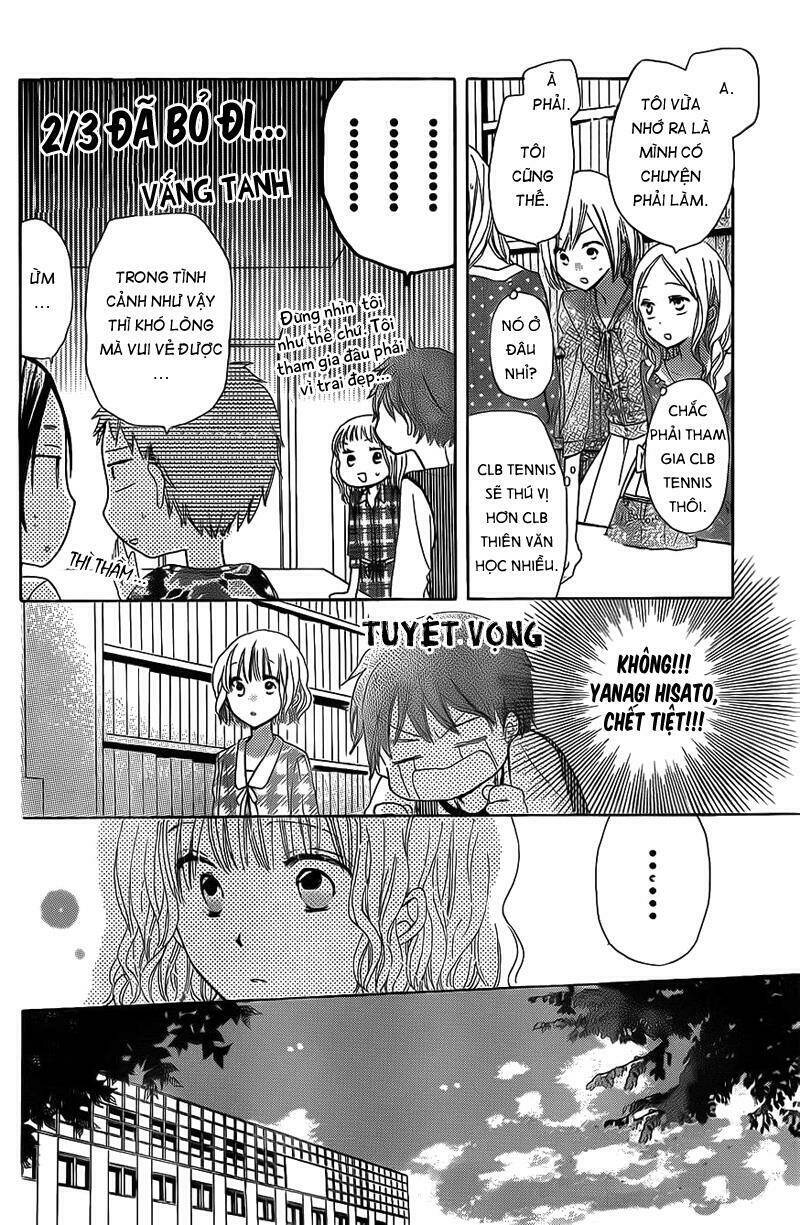 A.
TÔI VỪA
NHỚ RA LÀ
MÌNH CÓ
CHUYỆN
PHẢI LÀM.
À
PHẢI.
TÔI
CŨNG
THẾ.
NÓ Ở
ĐÂU
NHỈ?
CHẮC
PHẢI THAM
GIA CLB
TENNIS
THÔI.
CLB TENNIS
SẼ THÚ VỊ
HƠN CLB
THIÊN VĂN
HỌC NHIỀU.
2/3 ĐÃ BỎ ĐI...
VẮNG TANH
Đừng nhìn tôi
như thế chứ. Tôi
tham gia đâu phải
vì trai đẹp...
TRONG TÌNH
CẢNH NHƯ VẬY
THÌ KHÓ LÒNG
MÀ VUI VẺ ĐƯỢC
...
ỪM
...
THÌ THẦM...
KHÔNG!!!
YANAGI HISATO,
CHẾT TIỆT!!!
TUYỆT VỌNG